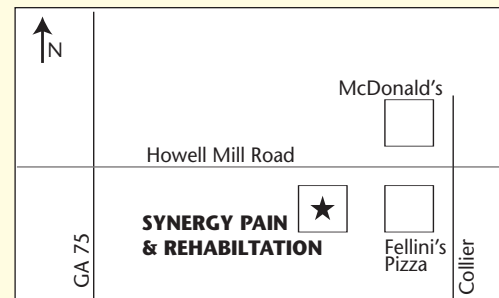 N
McDonald's
Howell Mill Road
SYNERGY PAIN
& REHABILTATION
Fellini's
Pizza
GA 75
Collier